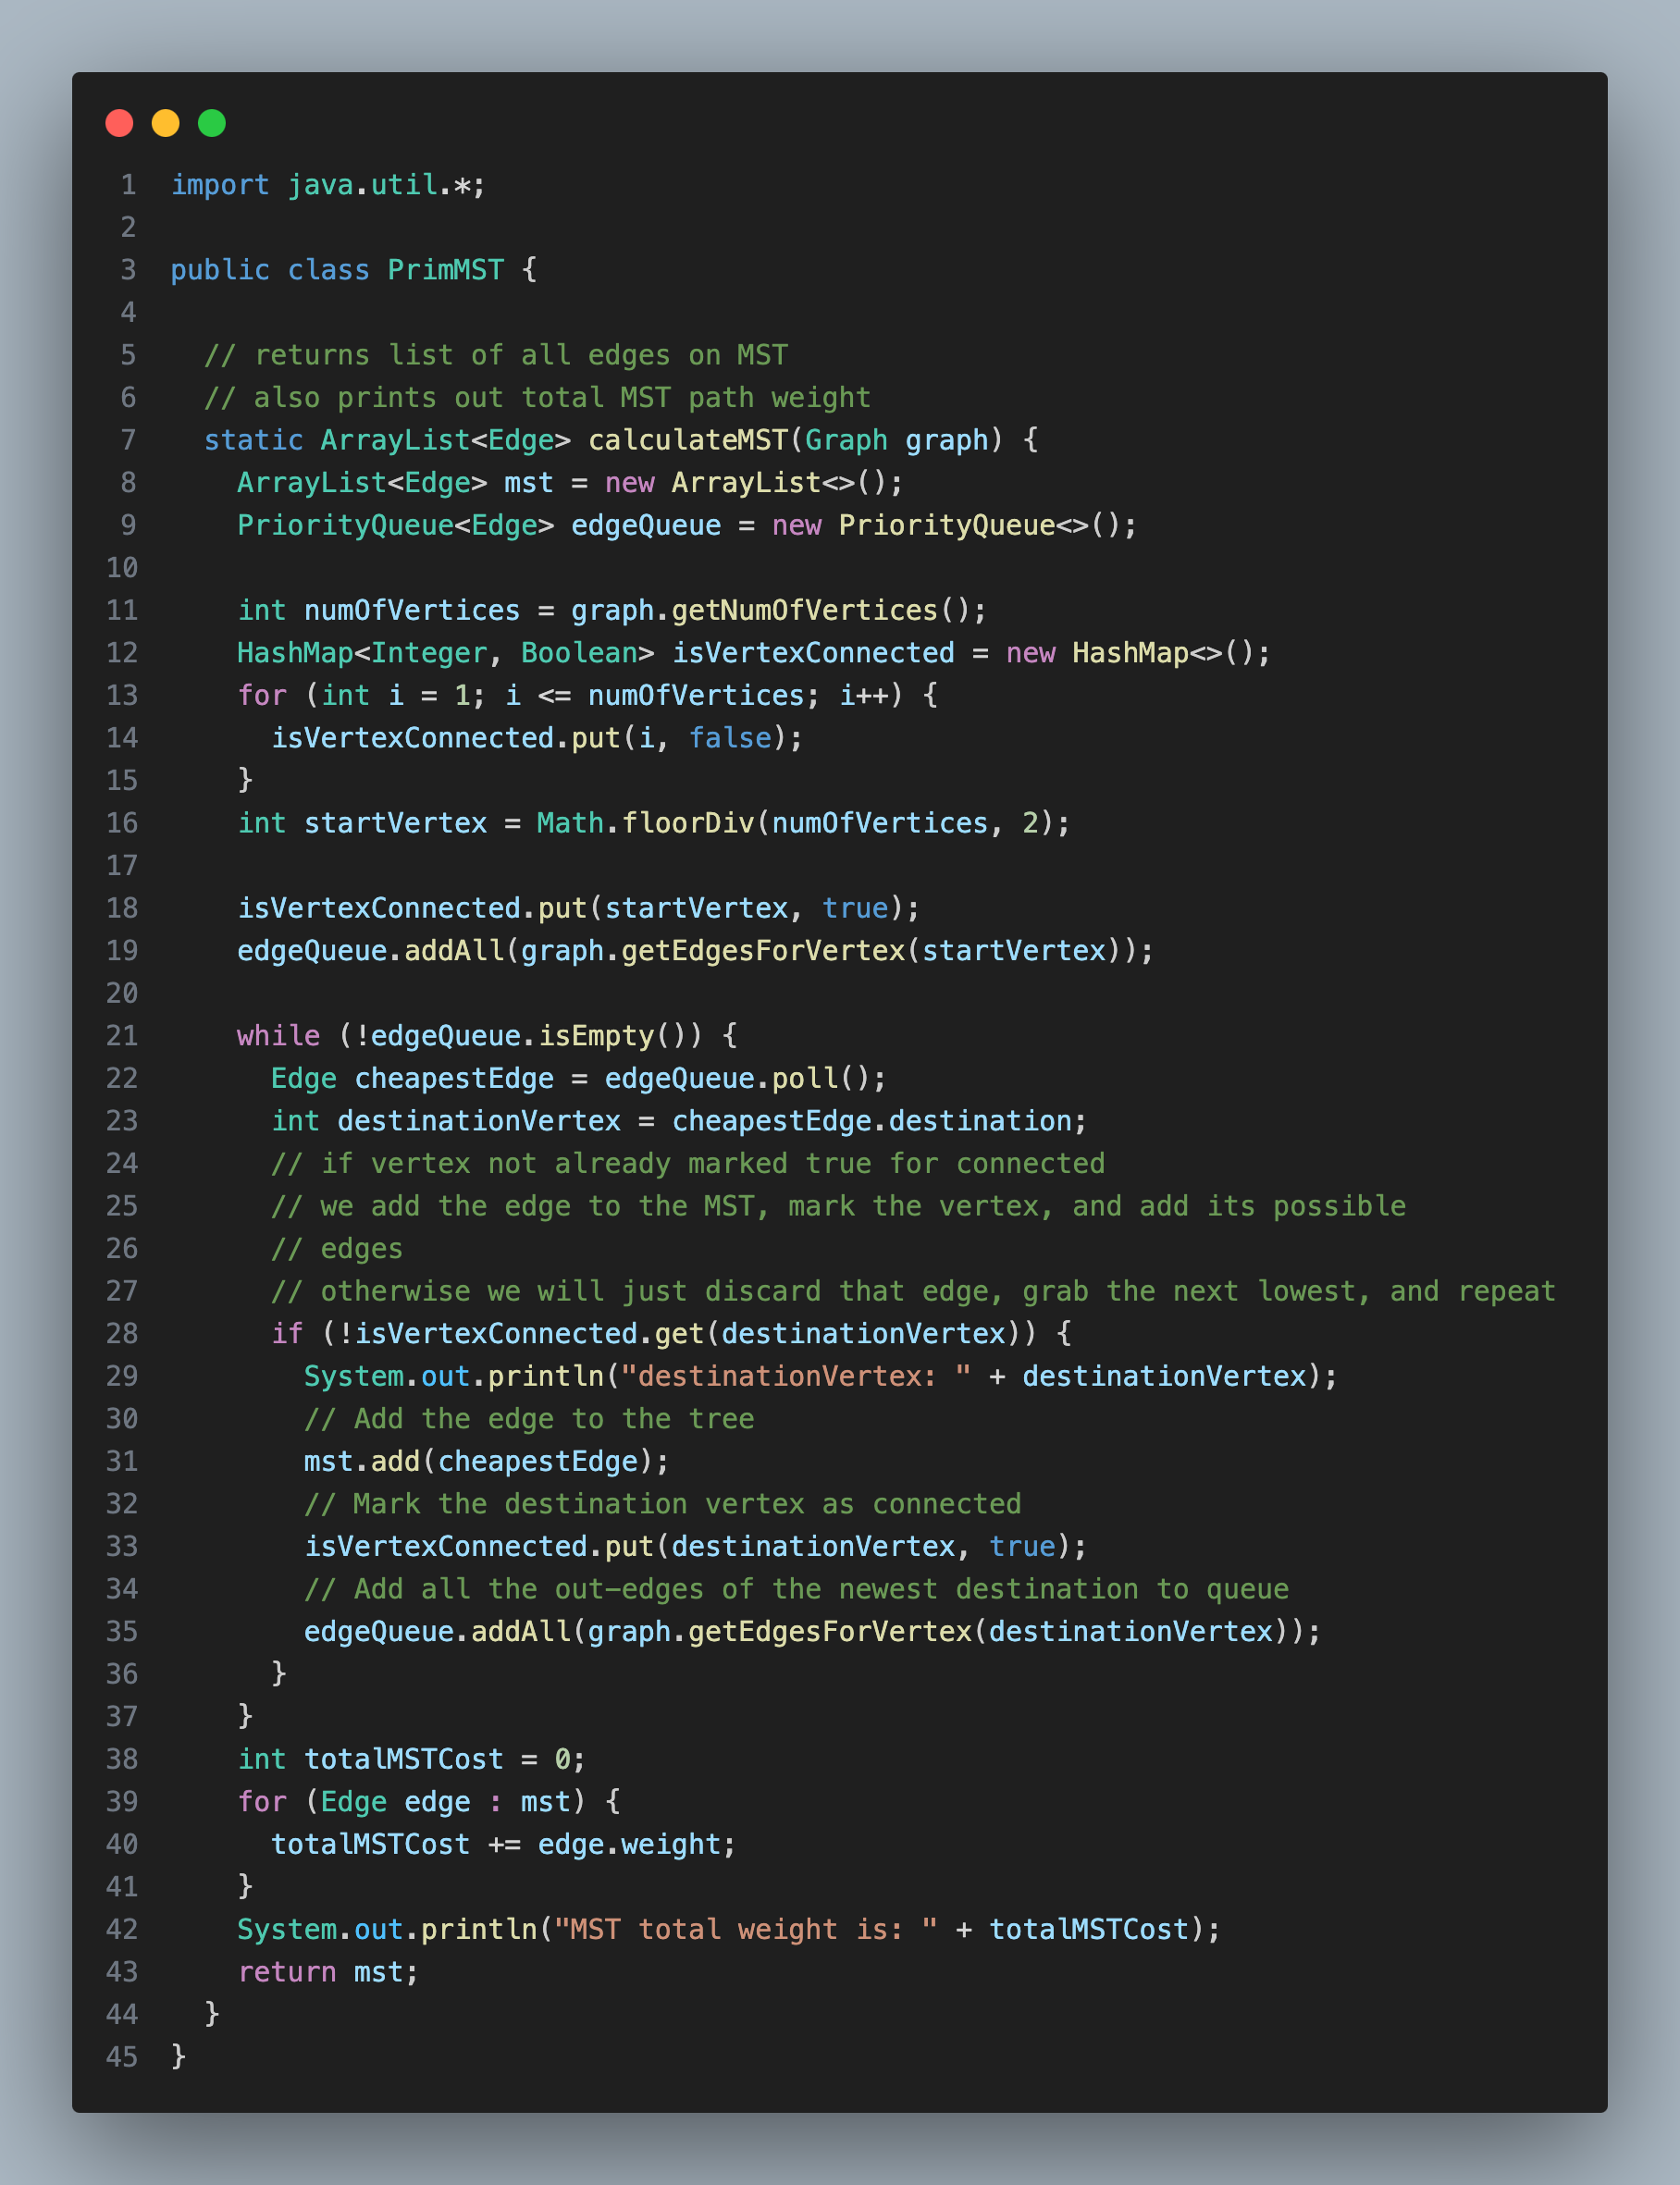 1 import java.util.*;
2
3 public class PrimMST {
4
5   // returns list of all edges on MST
6   // also prints out total MST path weight
7   static ArrayList<Edge> calculateMST(Graph graph) {
8     ArrayList<Edge> mst = new ArrayList<>();
9     PriorityQueue<Edge> edgeQueue = new PriorityQueue<>();
10
11     int numOfVertices = graph.getNumOfVertices();
12     HashMap<Integer, Boolean> isVertexConnected = new HashMap<>();
13     for (int i = 1; i <= numOfVertices; i++) {
14       isVertexConnected.put(i, false);
15     }
16     int startVertex = Math.floorDiv(numOfVertices, 2);
17
18     isVertexConnected.put(startVertex, true);
19     edgeQueue.addAll(graph.getEdgesForVertex(startVertex));
20
21     while (!edgeQueue.isEmpty()) {
22       Edge cheapestEdge = edgeQueue.poll();
23       int destinationVertex = cheapestEdge.destination;
24       // if vertex not already marked true for connected
25       // we add the edge to the MST, mark the vertex, and add its possible
26       // edges
27       // otherwise we will just discard that edge, grab the next lowest, and repeat
28       if (!isVertexConnected.get(destinationVertex)) {
29         System.out.println("destinationVertex: " + destinationVertex);
30         // Add the edge to the tree
31         mst.add(cheapestEdge);
32         // Mark the destination vertex as connected
33         isVertexConnected.put(destinationVertex, true);
34         // Add all the out-edges of the newest destination to queue
35         edgeQueue.addAll(graph.getEdgesForVertex(destinationVertex));
36       }
37     }
38     int totalMSTCost = 0;
39     for (Edge edge : mst) {
40       totalMSTCost += edge.weight;
41     }
42     System.out.println("MST total weight is: " + totalMSTCost);
43     return mst;
44   }
45 }